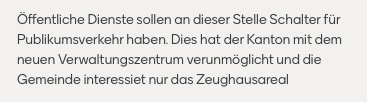 Öffentliche Dienste sollen an dieser Stelle Schalter für
Publikumsverkehr haben. Dies hat der Kanton mit dem
neuen Verwaltungszentrum verunmöglicht und die
Gemeinde interessiet nur das Zeughausareal